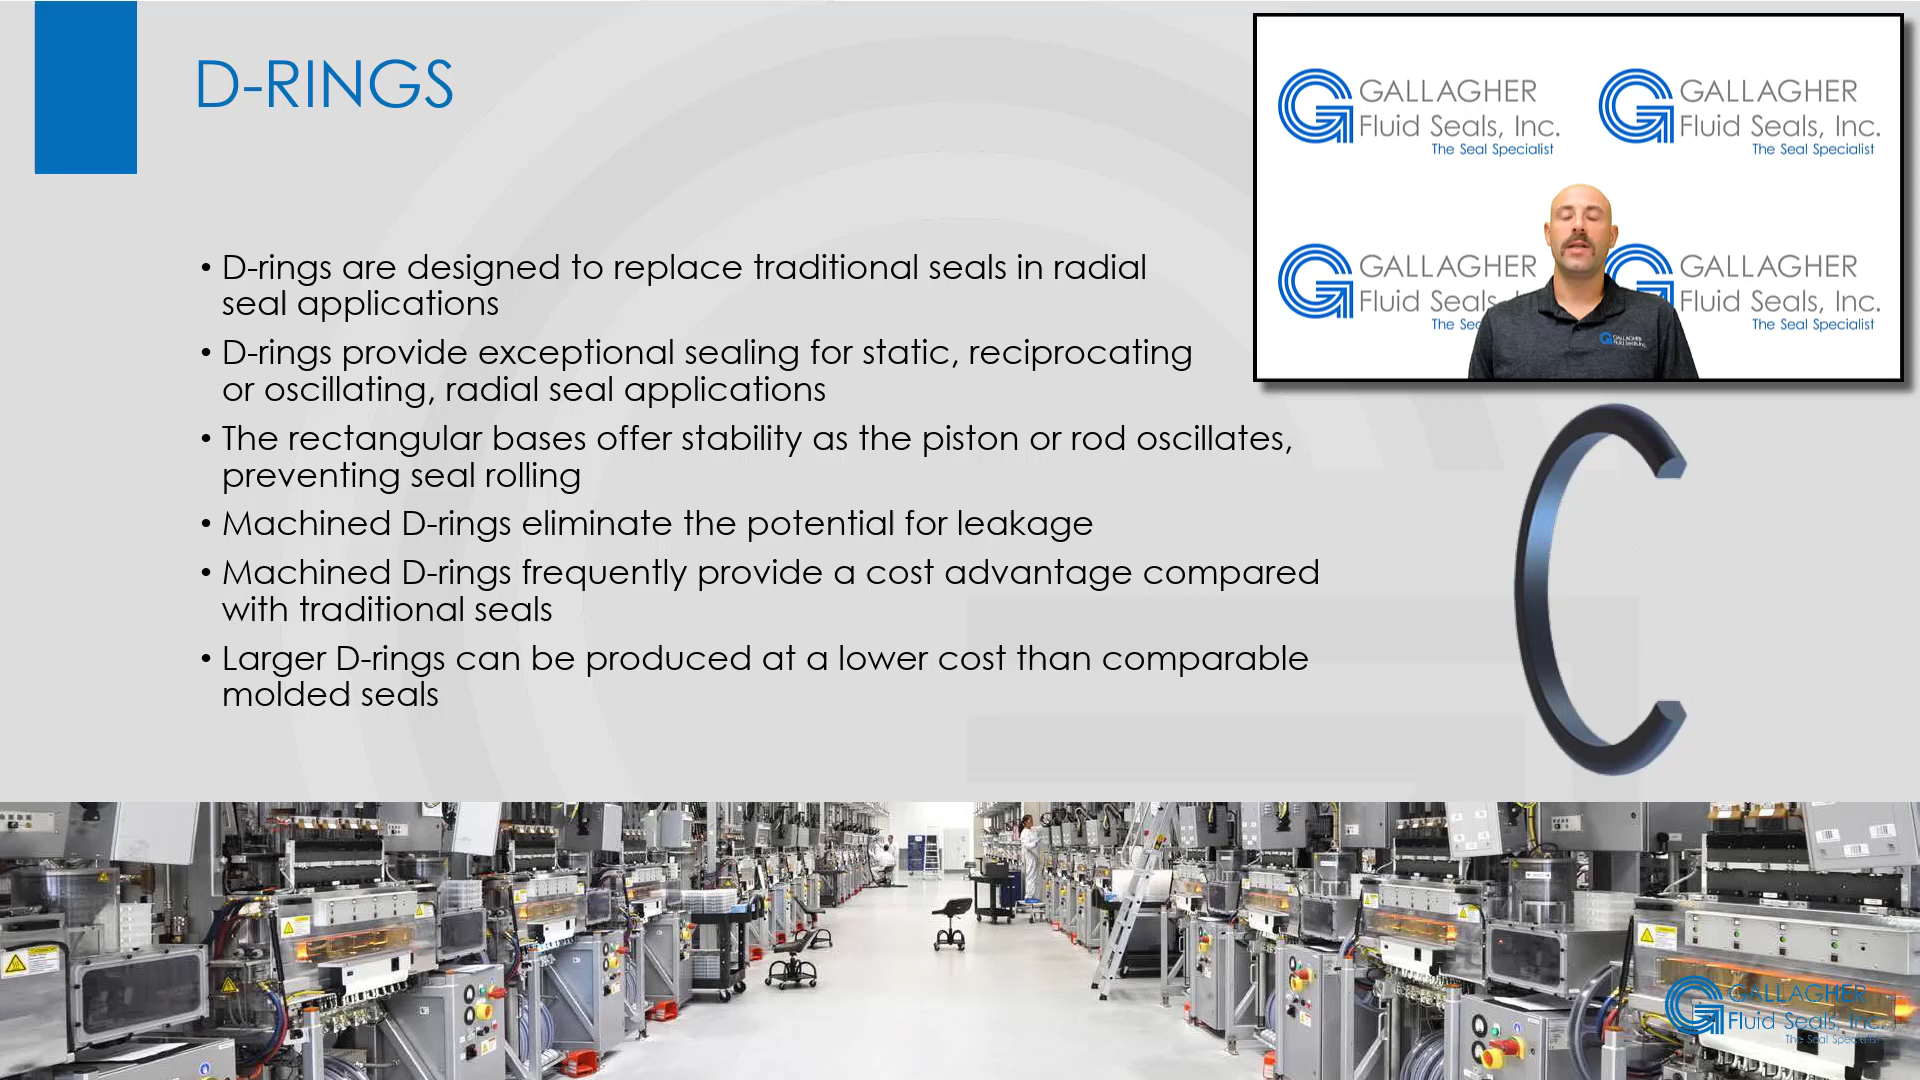 D-RINGS
• D-rings are designed to replace traditional seals in radial
seal applications
• D-rings provide exceptional sealing for static, reciprocating
or oscillating, radial seal applications
• The rectangular bases offer stability as the piston or rod oscillates,
preventing seal rolling
• Machined D-rings eliminate the potential for leakage
• Machined D-rings frequently provide a cost advantage compared
with traditional seals
• Larger D-rings can be produced at a lower cost than comparable
molded seals
GALLAGHER
Fluid Seals, Inc.
The Seal Specialist
GALLAGHER
Fluid Seals, Inc.
The Seal Specialist
GALLAGHER
Fluid Seals,
The
GALLAGHER
Fluid Seals, Inc.
The Seal Specialist
GALLAGHER
Fluid Seals, Inc.
GALLAGHER
Fluid Seals, Inc.
The Seal Specialist